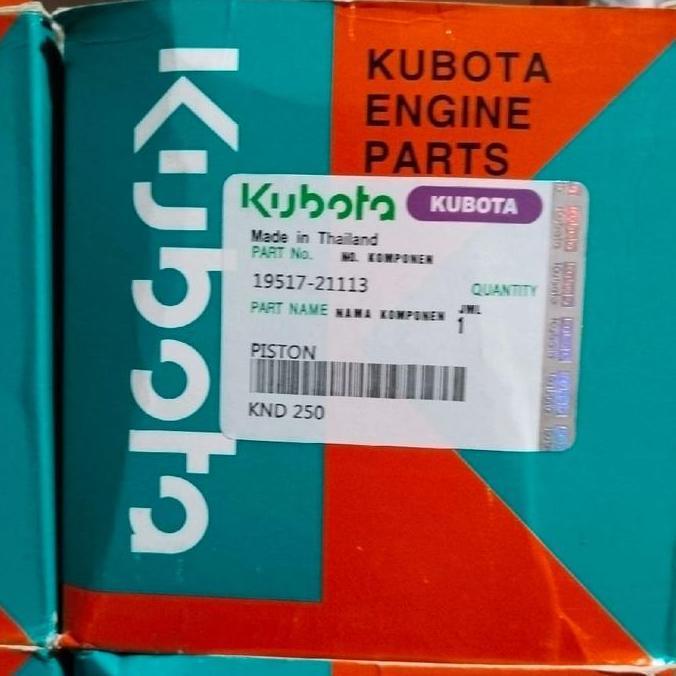 Kubota
KUBOTA
ENGINE
PARTS
Kubota KUBOTA
Made in Thailand
PART No. NO. KOMPONEN
19517-21113
QUANTITY
PART NAME NAMA KOMPONEN JML
1
PISTON
KND 250